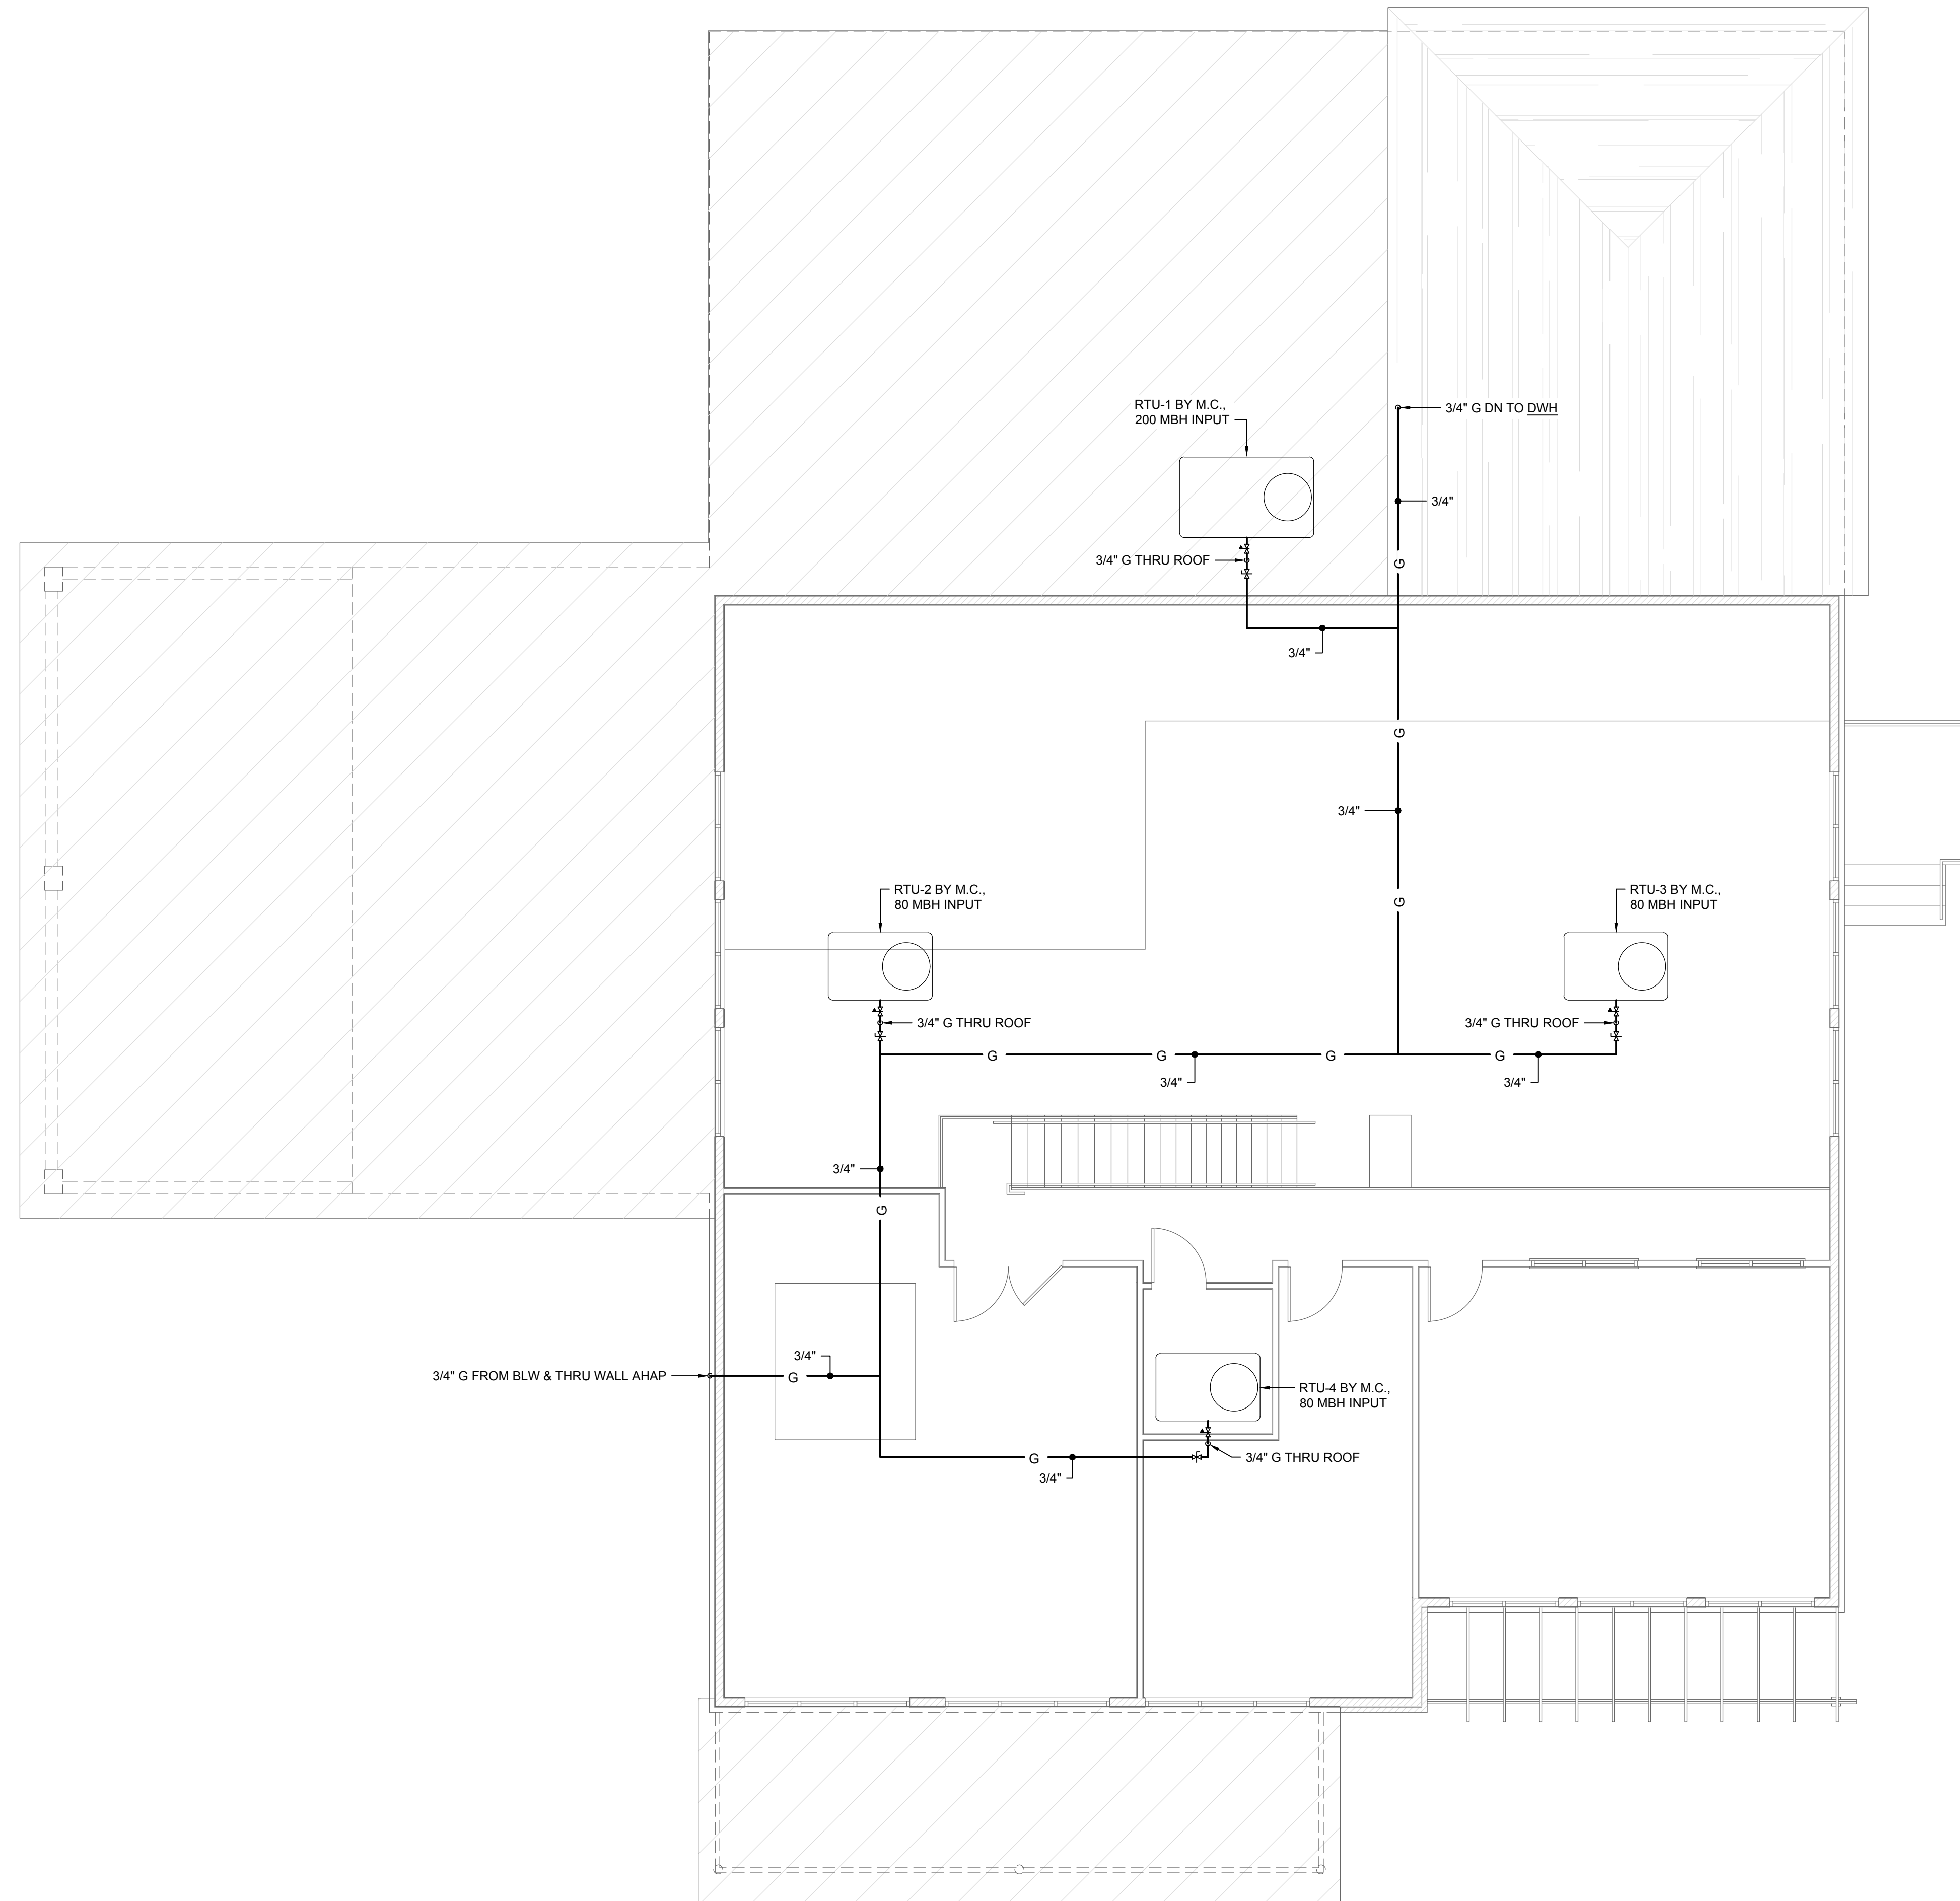 RTU-1 BY M.C.,
200 MBH INPUT
3/4" G DN TO DWH
3/4"
3/4" G THRU ROOF
G
3/4"
G
3/4"
RTU-2 BY M.C.,
80 MBH INPUT
G
RTU-3 BY M.C.,
80 MBH INPUT
3/4" G THRU ROOF
3/4" G THRU ROOF
G
G
G
G
3/4"
3/4"
3/4"
G
3/4"
3/4" G FROM BLW & THRU WALL AHAP
G
RTU-4 BY M.C.,
80 MBH INPUT
G
3/4" G THRU ROOF
3/4"